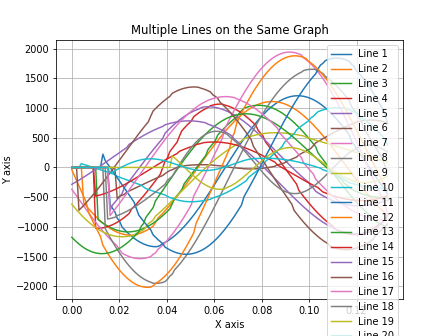 Multiple Lines on the Same Graph
Y axis
2000
1500
1000
500
0
−500
−1000
−1500
−2000
0.00
0.02
0.04
0.06
0.08
0.10
X axis
Line 1
Line 2
Line 3
Line 4
Line 5
Line 6
Line 7
Line 8
Line 9
Line 10
Line 11
Line 12
Line 13
Line 14
Line 15
Line 16
Line 17
Line 18
Line 19
Line 20